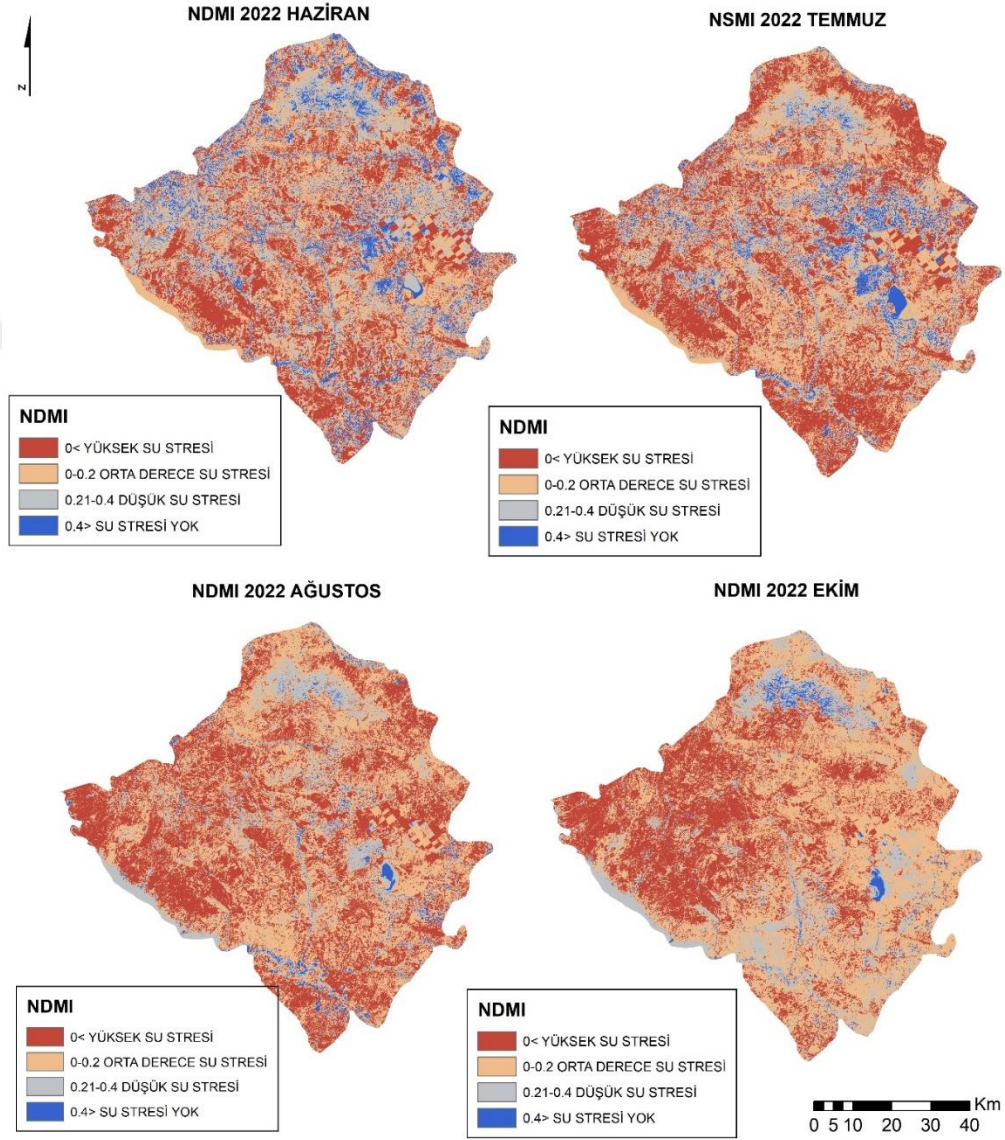 NDMI 2022 HAZİRAN
NSMI 2022 TEMMUZ
N
NDMI
0< YÜKSEK SU STRESİ
0-0.2 ORTA DERECE SU STRESİ
0.21-0.4 DÜŞÜK SU STRESİ
0.4> SU STRESİ YOK
NDMI
0< YÜKSEK SU STRESİ
0-0.2 ORTA DERECE SU STRESİ
0.21-0.4 DÜŞÜK SU STRESİ
0.4> SU STRESİ YOK
NDMI 2022 AĞUSTOS
NDMI 2022 EKİM
NDMI
0< YÜKSEK SU STRESİ
0-0.2 ORTA DERECE SU STRESİ
0.21-0.4 DÜŞÜK SU STRESİ
0.4> SU STRESİ YOK
NDMI
0< YÜKSEK SU STRESİ
0-0.2 ORTA DERECE SU STRESİ
0.21-0.4 DÜŞÜK SU STRESİ
0.4> SU STRESİ YOK
Km
0 5 10 20 30 40